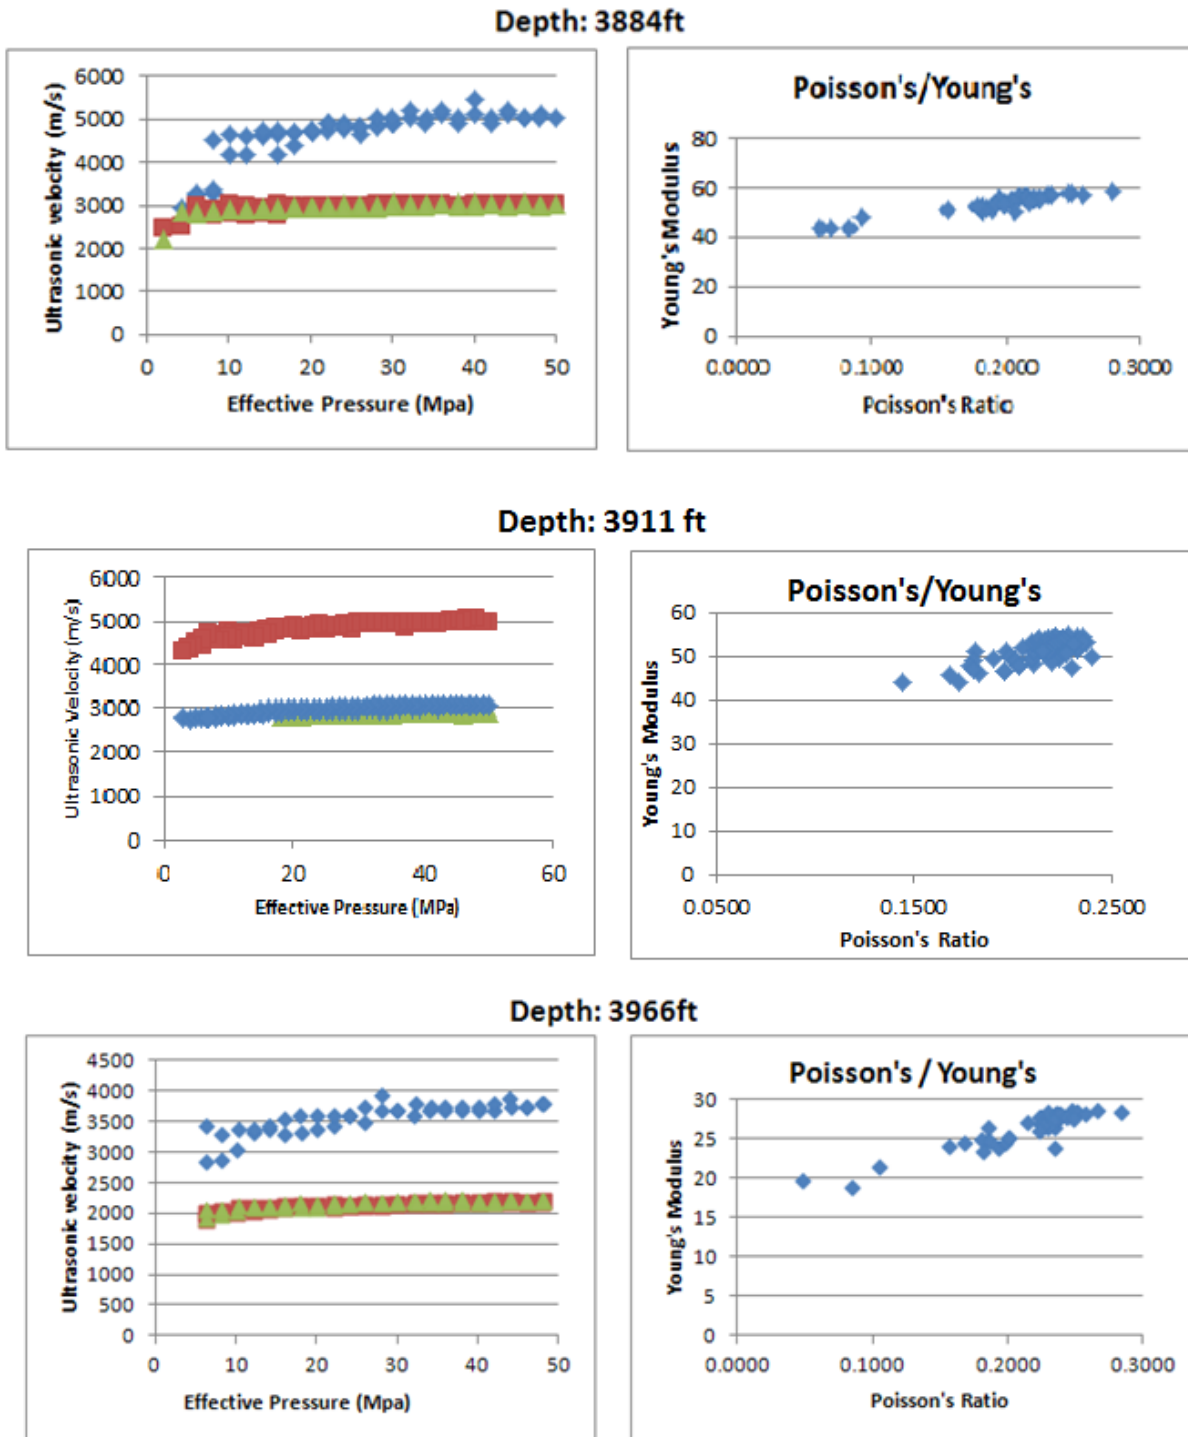 Depth: 3884ft
Ultrasonic velocity (m/s)
6000
5000
4000
3000
2000
1000
0
0 10 20 30 40 50
Effective Pressure (Mpa)
Poisson's/Young's
Young's Modulus
80
60
40
20
0
0.0000 0.1000 0.2000 0.3000
Poisson's Ratio
Depth: 3911 ft
Ultrasonic Velocity (m/s)
6000
5000
4000
3000
2000
1000
0
0 20 40 60
Effective Pressure (MPa)
Poisson's/Young's
Young's Modulus
60
50
40
30
20
10
0
0.0500 0.1500 0.2500
Poisson's Ratio
Depth: 3966ft
Ultrasonic velocity (m/s)
4500
4000
3500
3000
2500
2000
1500
1000
500
0
0 10 20 30 40 50
Effective Pressure (Mpa)
Poisson's / Young's
Young's Modulus
30
25
20
15
10
5
0
0.0000 0.1000 0.2000 0.3000
Poisson's Ratio